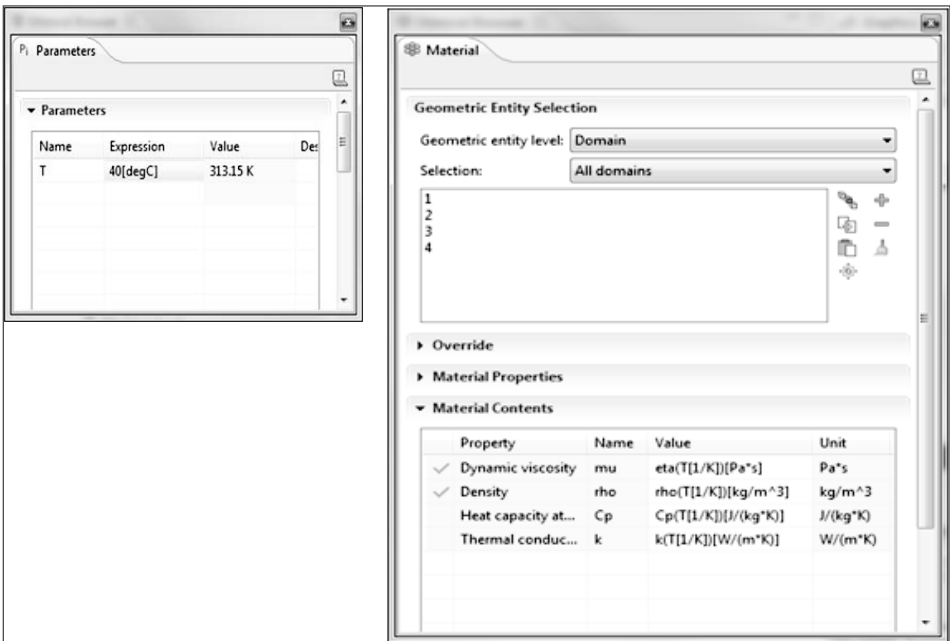 Pi Parameters
Parameters
Name Expression Value Des
T 40[degC] 313.15 K
Material
Geometric Entity Selection
Geometric entity level: Domain
Selection: All domains
1
2
3
4
Override
Material Properties
Material Contents
Property Name Value Unit
Dynamic viscosity mu eta(T[1/K])[Pa*s] Pa*s
Density rho rho(T[1/K])[kg/m^3] kg/m^3
Heat capacity at... Cp Cp(T[1/K])[J/(kg*K)] J/(kg*K)
Thermal conduc... k k(T[1/K])[W/(m*K)] W/(m*K)